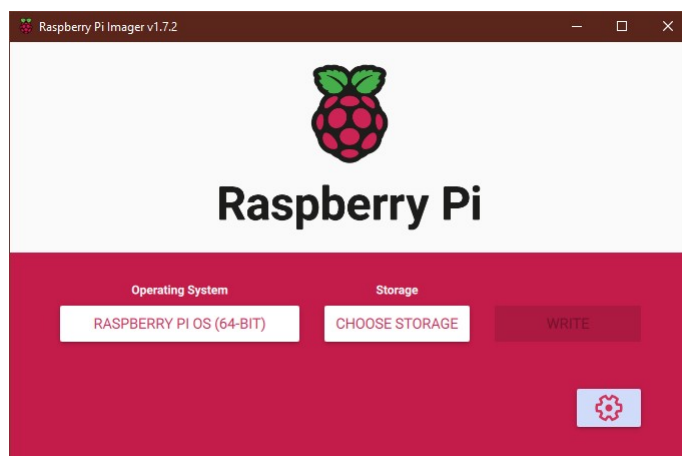 Raspberry Pi Imager v1.7.2
Raspberry Pi
Operating System
Storage
RASPBERRY PI OS (64-BIT)
CHOOSE STORAGE
WRITE